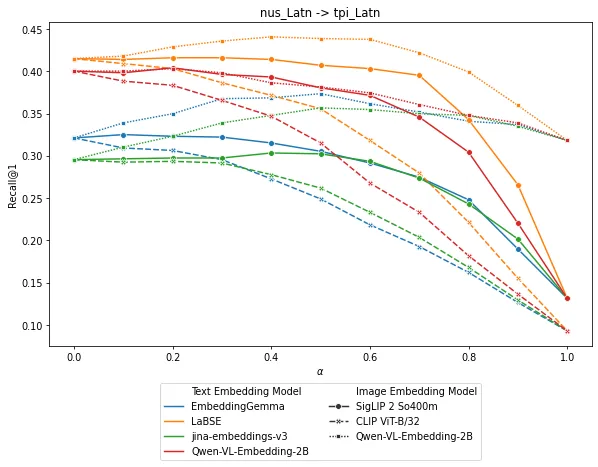 nus_Latn -> tpi_Latn
0.45
0.40
0.35
0.30
0.25
0.20
0.15
0.10
Recall@1
0.0 0.2 0.4 0.6 0.8 1.0
α
Text Embedding Model
EmbeddingGemma
LaBSE
jina-embeddings-v3
Qwen-VL-Embedding-2B
Image Embedding Model
SigLIP 2 So400m
CLIP ViT-B/32
Qwen-VL-Embedding-2B